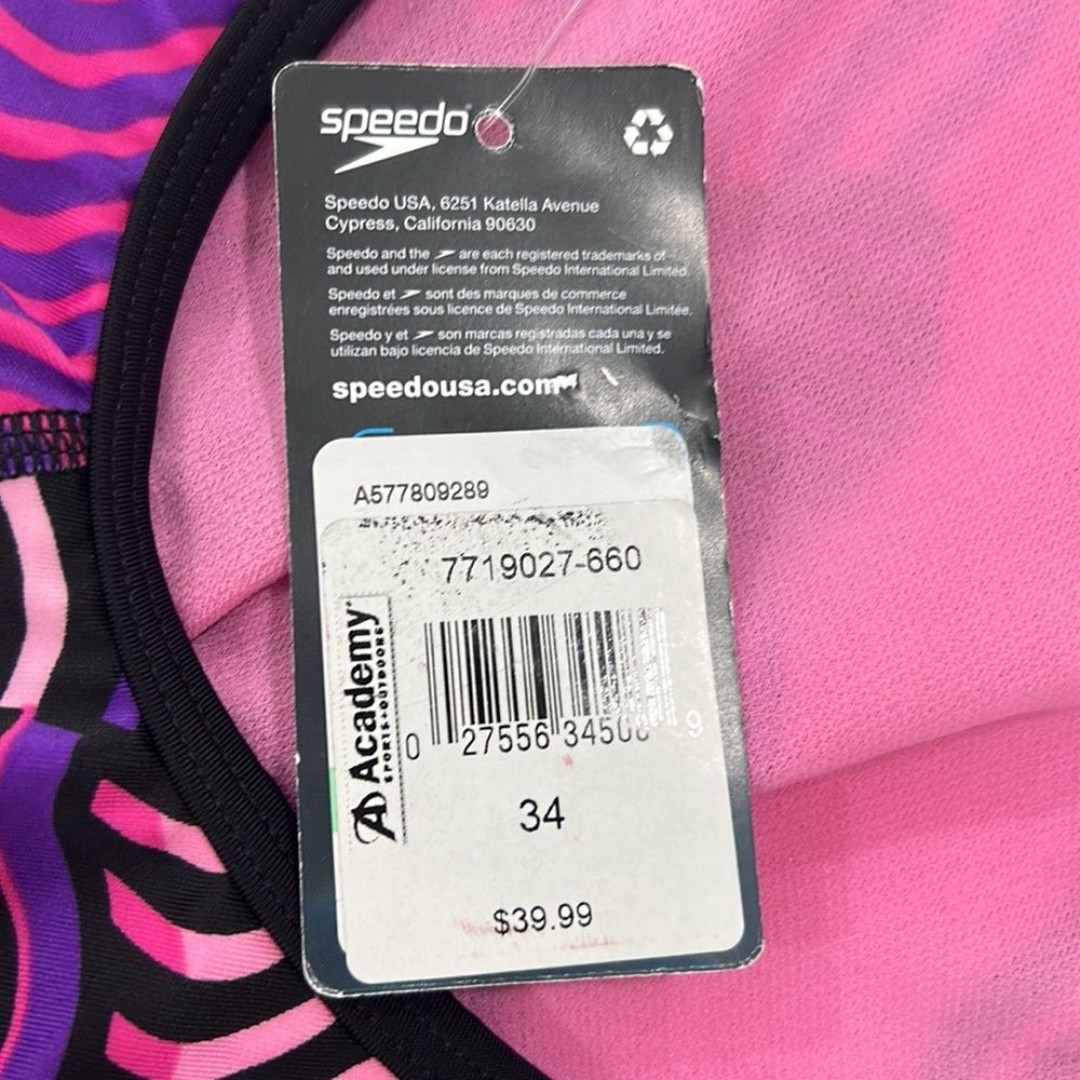 speedo
Speedo USA, 6251 Katella Avenue
Cypress, California 90630
Speedo and the are each registered trademarks of
and used under license from Speedo International Limited.
Speedo et sont des marques de commerce
enregistrées sous licence de Speedo International Limitée.
Speedo y et son marcas registradas cada una y se
utilizan bajo licencia de Speedo International Limited.
speedousa.com
A577809289
7719027-660
Academy
SPORTS+OUTDOORS
0 27556 9
34
$39.99